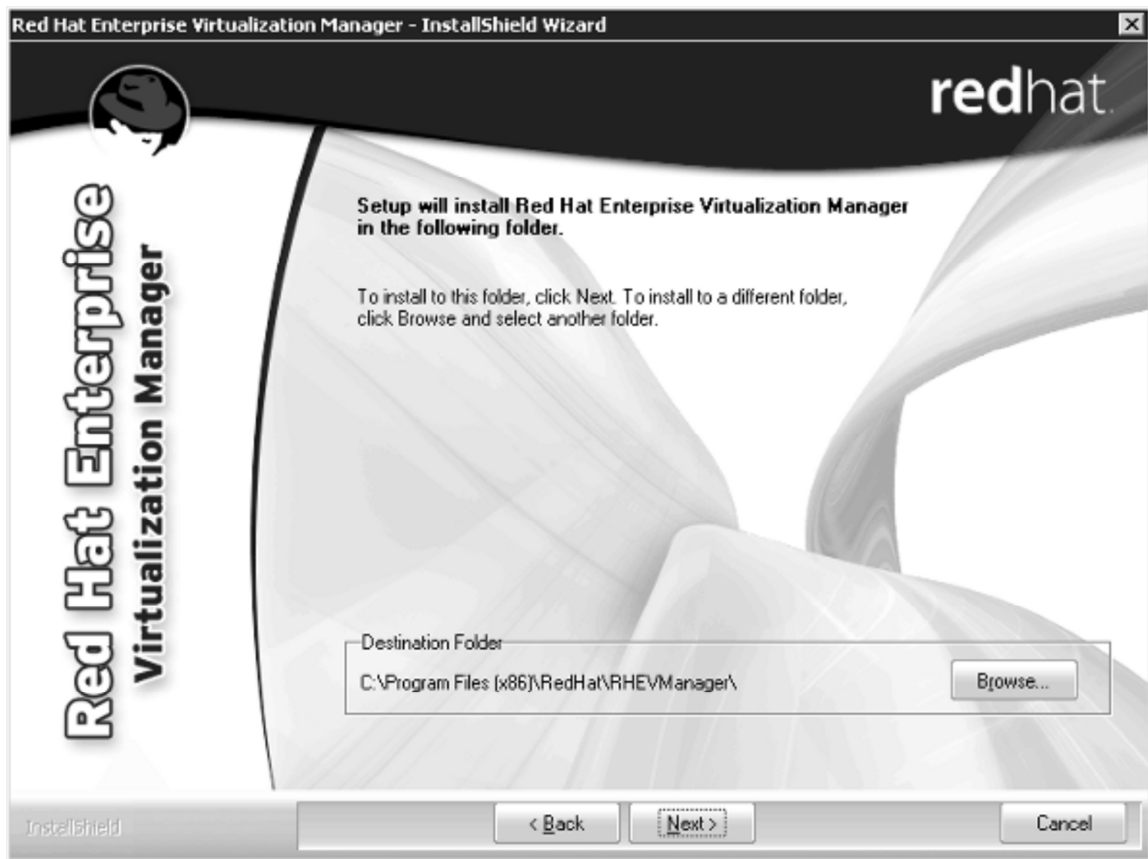 Red Hat Enterprise Virtualization Manager - InstallShield Wizard
redhat.
Red Hat Enterprise
Virtualization Manager
Setup will install Red Hat Enterprise Virtualization Manager
in the following folder.
To install to this folder, click Next. To install to a different folder,
click Browse and select another folder.
Destination Folder
C:\Program Files (x86)\RedHat\RHEVManager\
Browse...
InstallShield
< Back
Next >
Cancel